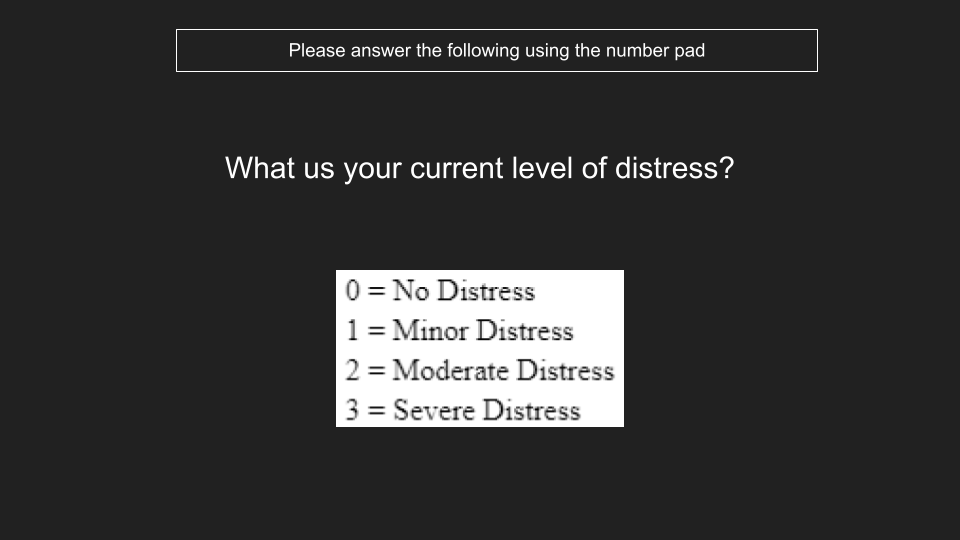 Please answer the following using the number pad
What us your current level of distress?
0 = No Distress
1 = Minor Distress
2 = Moderate Distress
3 = Severe Distress